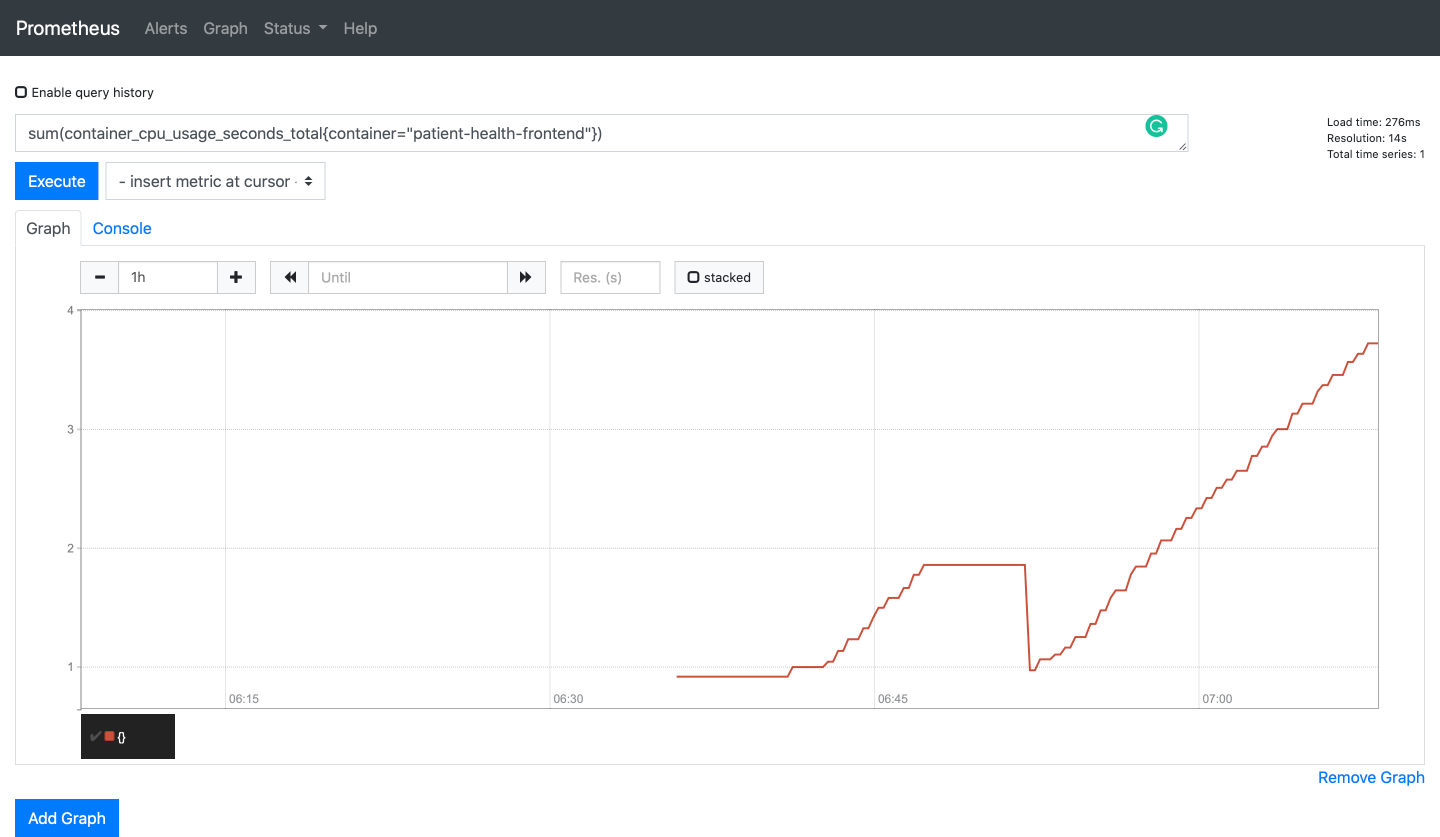 Prometheus Alerts Graph Status Help
Enable query history
sum(container_cpu_usage_seconds_total{container="patient-health-frontend"})
Load time: 276ms
Resolution: 14s
Total time series: 1
Execute - insert metric at cursor -
Graph Console
1h Until Res. (s) stacked
4
3
2
1
06:15 06:30 06:45 07:00
{}
Remove Graph
Add Graph